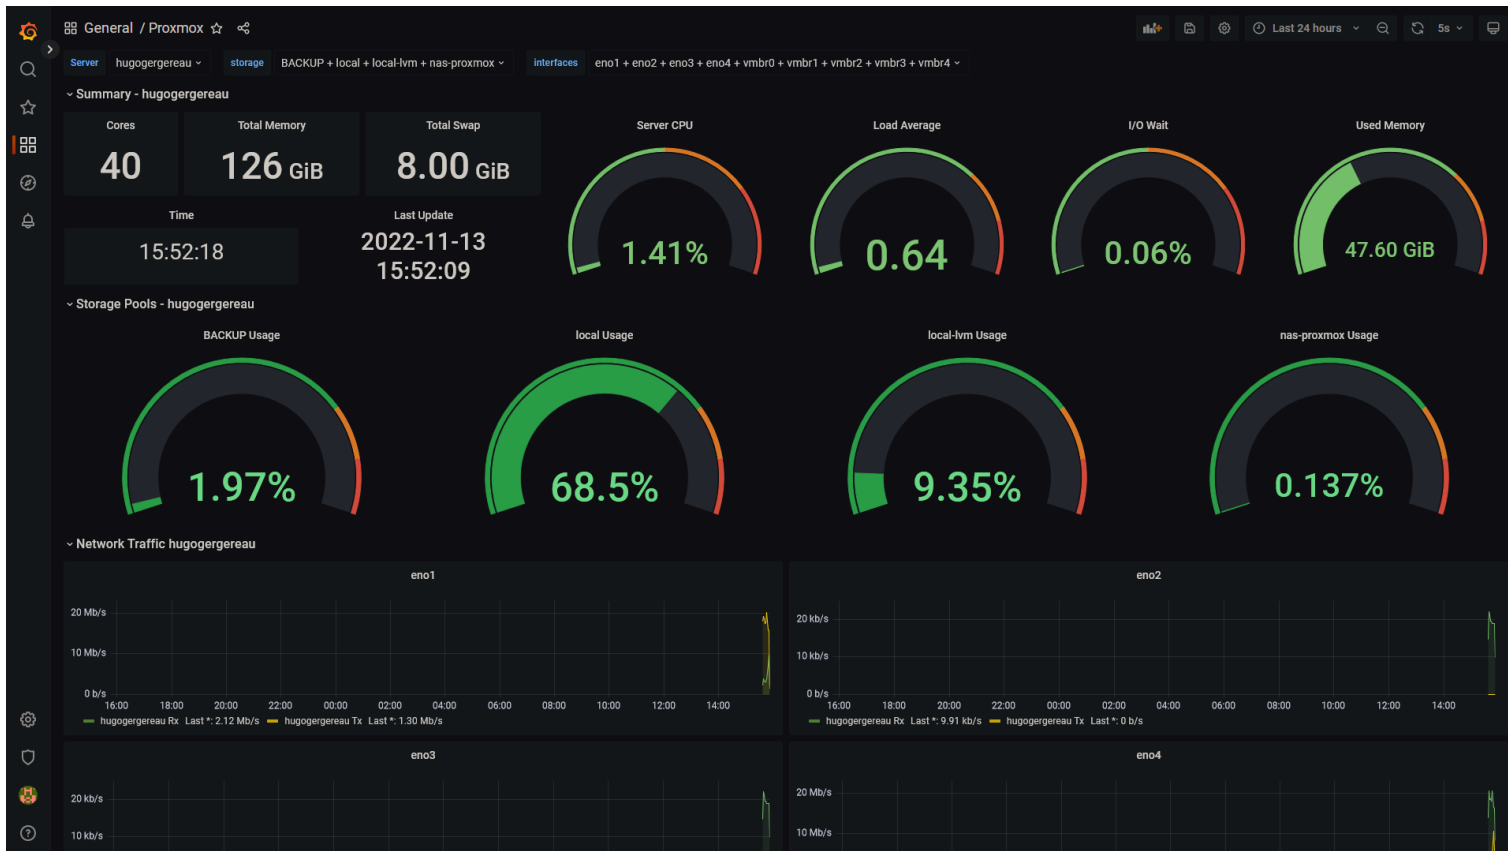 General / Proxmox
Last 24 hours
5s
Server hugogergereau storage BACKUP + local + local-lvm + nas-proxmox interfaces eno1 + eno2 + eno3 + eno4 + vmbr0 + vmbr1 + vmbr2 + vmbr3 + vmbr4
Summary - hugogergereau
Cores
40
Total Memory
126 GiB
Total Swap
8.00 GiB
Time
15:52:18
Last Update
2022-11-13
15:52:09
Server CPU
1.41%
Load Average
0.64
I/O Wait
0.06%
Used Memory
47.60 GiB
Storage Pools - hugogergereau
BACKUP Usage
1.97%
local Usage
68.5%
local-lvm Usage
9.35%
nas-proxmox Usage
0.137%
Network Traffic hugogergereau
eno1
20 Mb/s
10 Mb/s
0 b/s
16:00 18:00 20:00 22:00 00:00 02:00 04:00 06:00 08:00 10:00 12:00 14:00
hugogergereau Rx Last *: 2.12 Mb/s hugogergereau Tx Last *: 1.30 Mb/s
eno2
20 kb/s
10 kb/s
0 b/s
16:00 18:00 20:00 22:00 00:00 02:00 04:00 06:00 08:00 10:00 12:00 14:00
hugogergereau Rx Last *: 9.91 kb/s hugogergereau Tx Last *: 0 b/s
eno3
20 kb/s
10 kb/s
eno4
20 Mb/s
10 Mb/s